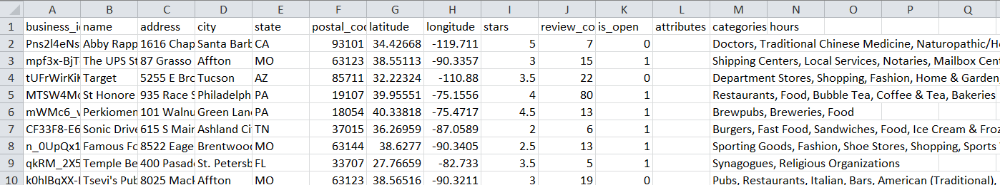 A B C D E F G H I J K L M N O P Q
1 business_i name address city state postal_co latitude longitude stars review_co is_open attributes categories hours
2 Pns2l4eNs Abby Rapp 1616 Chap Santa Barb CA 93101 34.42668 -119.711 5 7 0 Doctors, Traditional Chinese Medicine, Naturopathic/H
3 mpf3x-BjT The UPS St 87 Grasso Affton MO 63123 38.55113 -90.3357 3 15 1 Shipping Centers, Local Services, Notaries, Mailbox Cent
4 tUFrWirKiK Target 5255 E Bro Tucson AZ 85711 32.22324 -110.88 3.5 22 0 Department Stores, Shopping, Fashion, Home & Garden,
5 MTSW4Mc St Honore 935 Race S Philadelph PA 19107 39.95551 -75.1556 4 80 1 Restaurants, Food, Bubble Tea, Coffee & Tea, Bakeries
6 mWMc6_v Perkiomen 101 Walnu Green Lan PA 18054 40.33818 -75.4717 4.5 13 1 Brewpubs, Breweries, Food
7 CF33F8-E6 Sonic Drive 615 S Main Ashland Ci TN 37015 36.26959 -87.0589 2 6 1 Burgers, Fast Food, Sandwiches, Food, Ice Cream & Froz
8 n_0UpQx1 Famous Fo 8522 Eage Brentwood MO 63144 38.6277 -90.3405 2.5 13 1 Sporting Goods, Fashion, Shoe Stores, Shopping, Sports
9 qkRM_2X5 Temple Be 400 Pasad St. Petersb FL 33707 27.76659 -82.733 3.5 5 1 Synagogues, Religious Organizations
10 k0hlBqXX-I Tsevi's Pub 8025 Mack Affton MO 63123 38.56516 -90.3211 3 19 0 Pubs, Restaurants, Italian, Bars, American (Traditional),